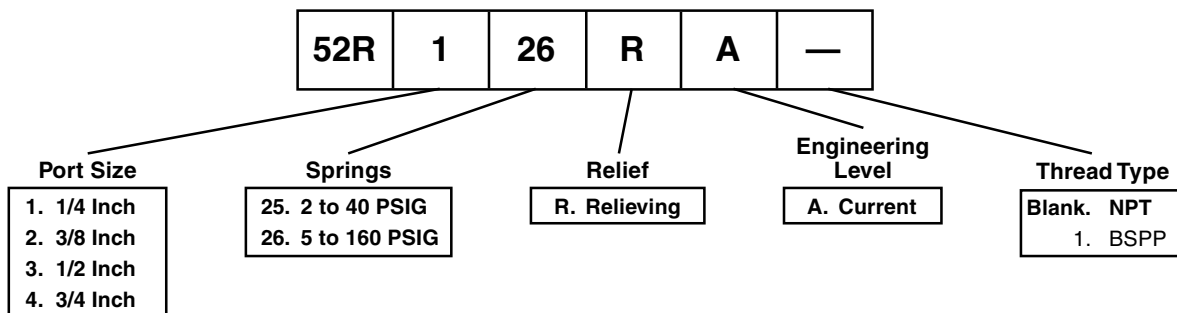 52R 1 26 R A —
Port Size
1. 1/4 Inch
2. 3/8 Inch
3. 1/2 Inch
4. 3/4 Inch
Springs
25. 2 to 40 PSIG
26. 5 to 160 PSIG
Relief
R. Relieving
Engineering
Level
A. Current
Thread Type
Blank. NPT
1. BSPP